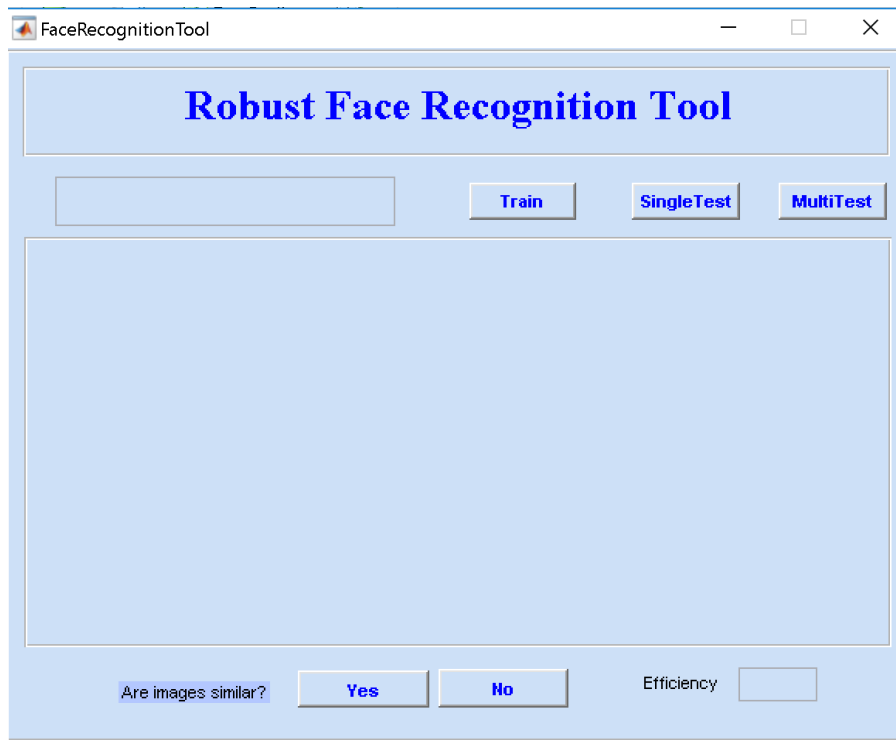 FaceRecognitionTool
Robust Face Recognition Tool
Train SingleTest MultiTest
Are images similar? Yes No Efficiency